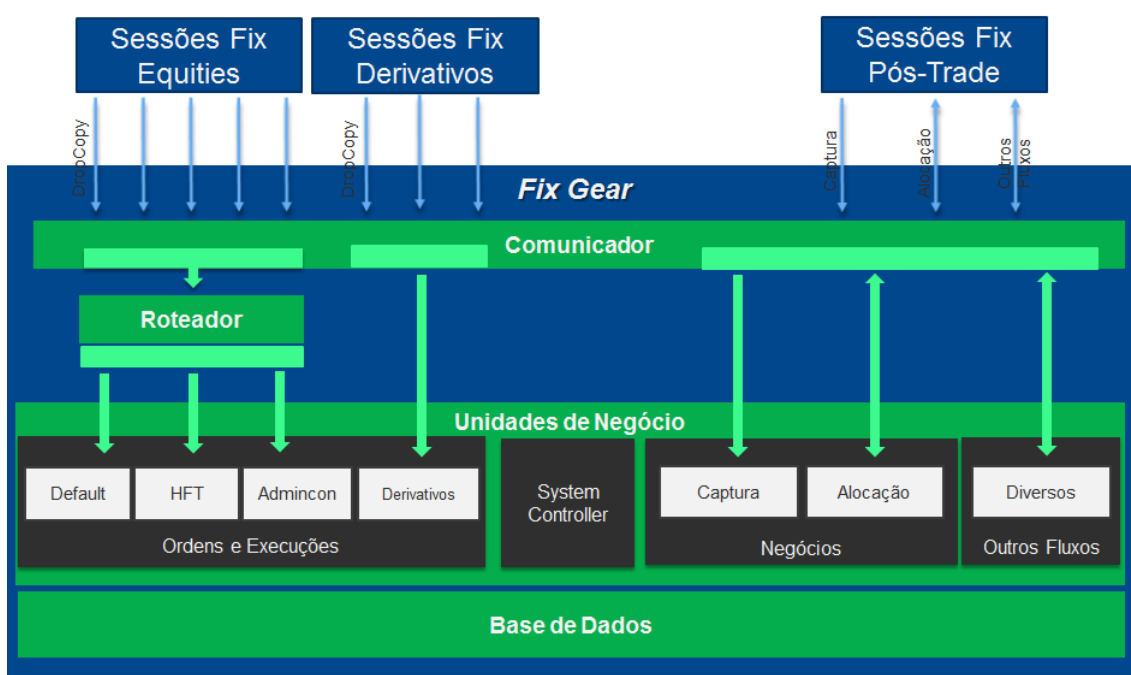 Sessões Fix
Equities
Sessões Fix
Derivativos
Sessões Fix
Pós-Trade
DropCopy
DropCopy
Captura
Alocação
Outros
Fluxos
Fix Gear
Comunicador
Roteador
Unidades de Negócio
Default
HFT
Admincon
Derivativos
Ordens e Execuções
System
Controller
Captura
Alocação
Negócios
Diversos
Outros Fluxos
Base de Dados